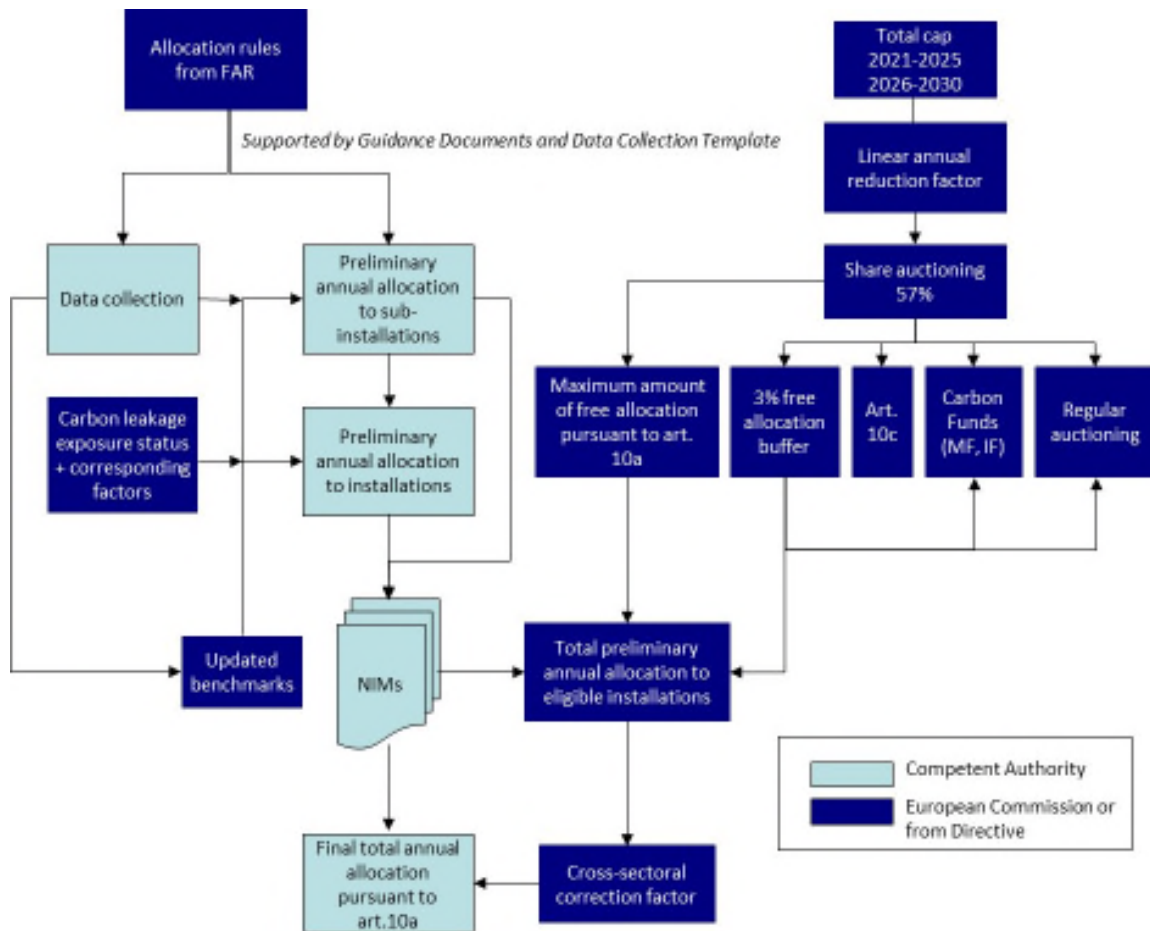 Allocation rules
from FAR
Total cap
2021-2025
2026-2030
Supported by Guidance Documents and Data Collection Template
Linear annual
reduction factor
Data collection
Preliminary
annual allocation
to sub-
installations
Share auctioning
57%
Carbon leakage
exposure status
+ corresponding
factors
Preliminary
annual allocation
to installations
Maximum amount
of free allocation
pursuant to art.
10a
3% free
allocation
buffer
Art.
10c
Carbon
Funds
(MF, IF)
Regular
auctioning
Updated
benchmarks
NIMs
Total preliminary
annual allocation to
eligible installations
Competent Authority
European Commission or
from Directive
Final total annual
allocation
pursuant to
art.10a
Cross-sectoral
correction factor